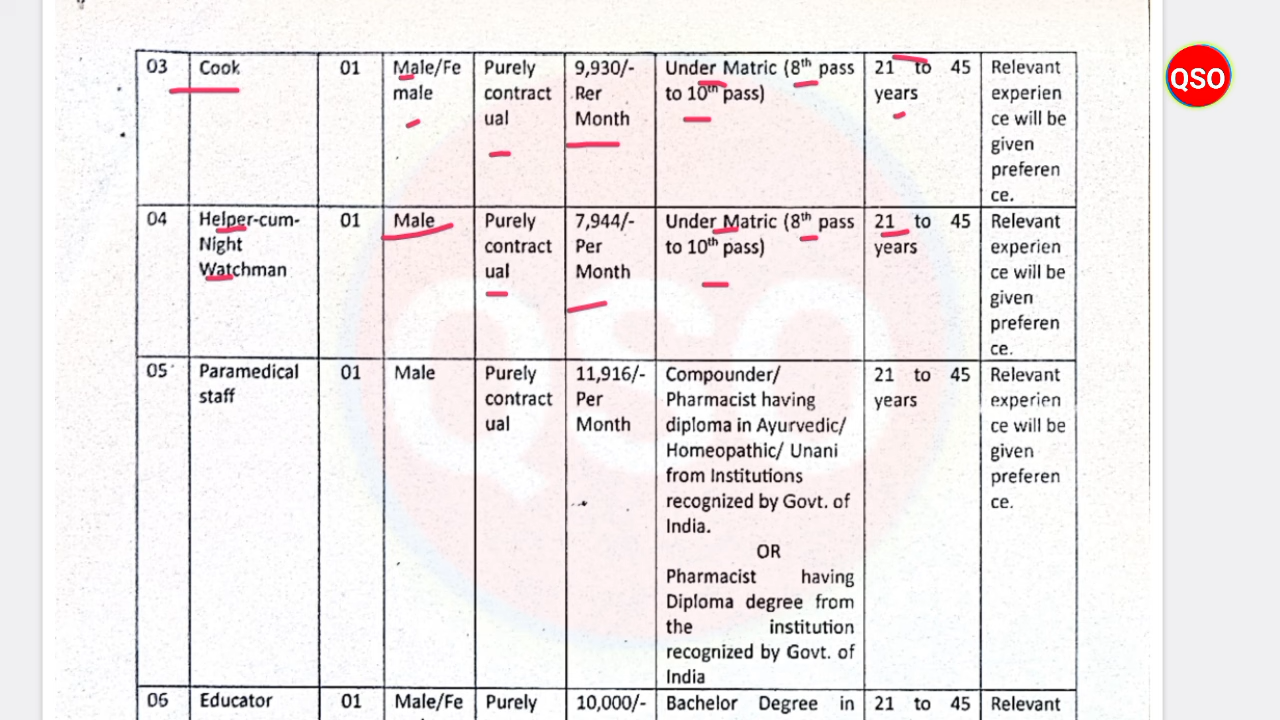 03 Cook 01 Male/Fe Purely 9,930/- Under Matric (8th pass 21 to 45 Relevant
male contract Rer to 10th pass) years experien
ual Month ce will be
given
preferen
ce.
04 Helper-cum- 01 Male Purely 7,944/- Under Matric (8th pass 21 to 45 Relevant
Night contract Per to 10th pass) years experien
Watchman ual Month ce will be
given
preferen
ce.
05 Paramedical 01 Male Purely 11,916/- Compounder/ 21 to 45 Relevant
staff contract Per Pharmacist having years experien
ual Month diploma in Ayurvedic/ ce will be
Homeopathic/ Unani given
from Institutions preferen
recognized by Govt. of ce.
India.
OR
Pharmacist having
Diploma degree from
the institution
recognized by Govt. of
India
06 Educator 01 Male/Fe Purely 10,000/- Bachelor Degree in 21 to 45 Relevant
QSO
QSO